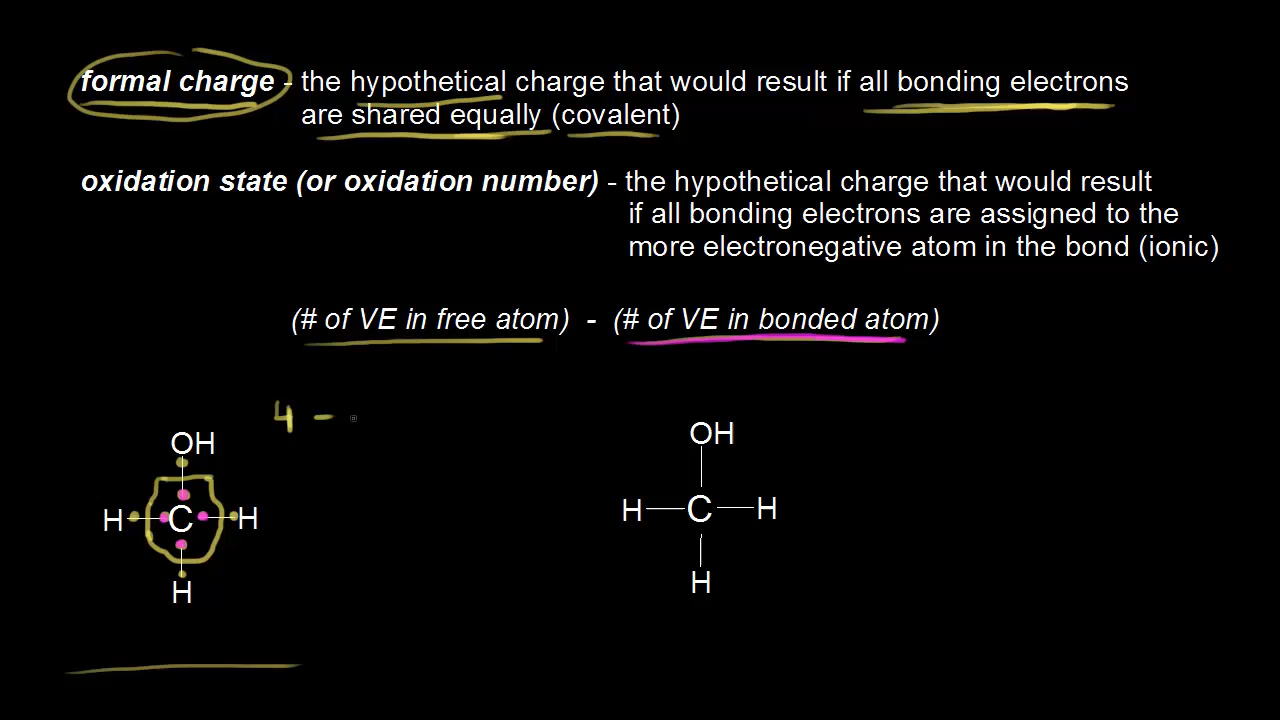 formal charge - the hypothetical charge that would result if all bonding electrons
are shared equally (covalent)
oxidation state (or oxidation number) - the hypothetical charge that would result
if all bonding electrons are assigned to the
more electronegative atom in the bond (ionic)
(# of VE in free atom) - (# of VE in bonded atom)
4 -
OH
H C H
H
OH
H C H
H